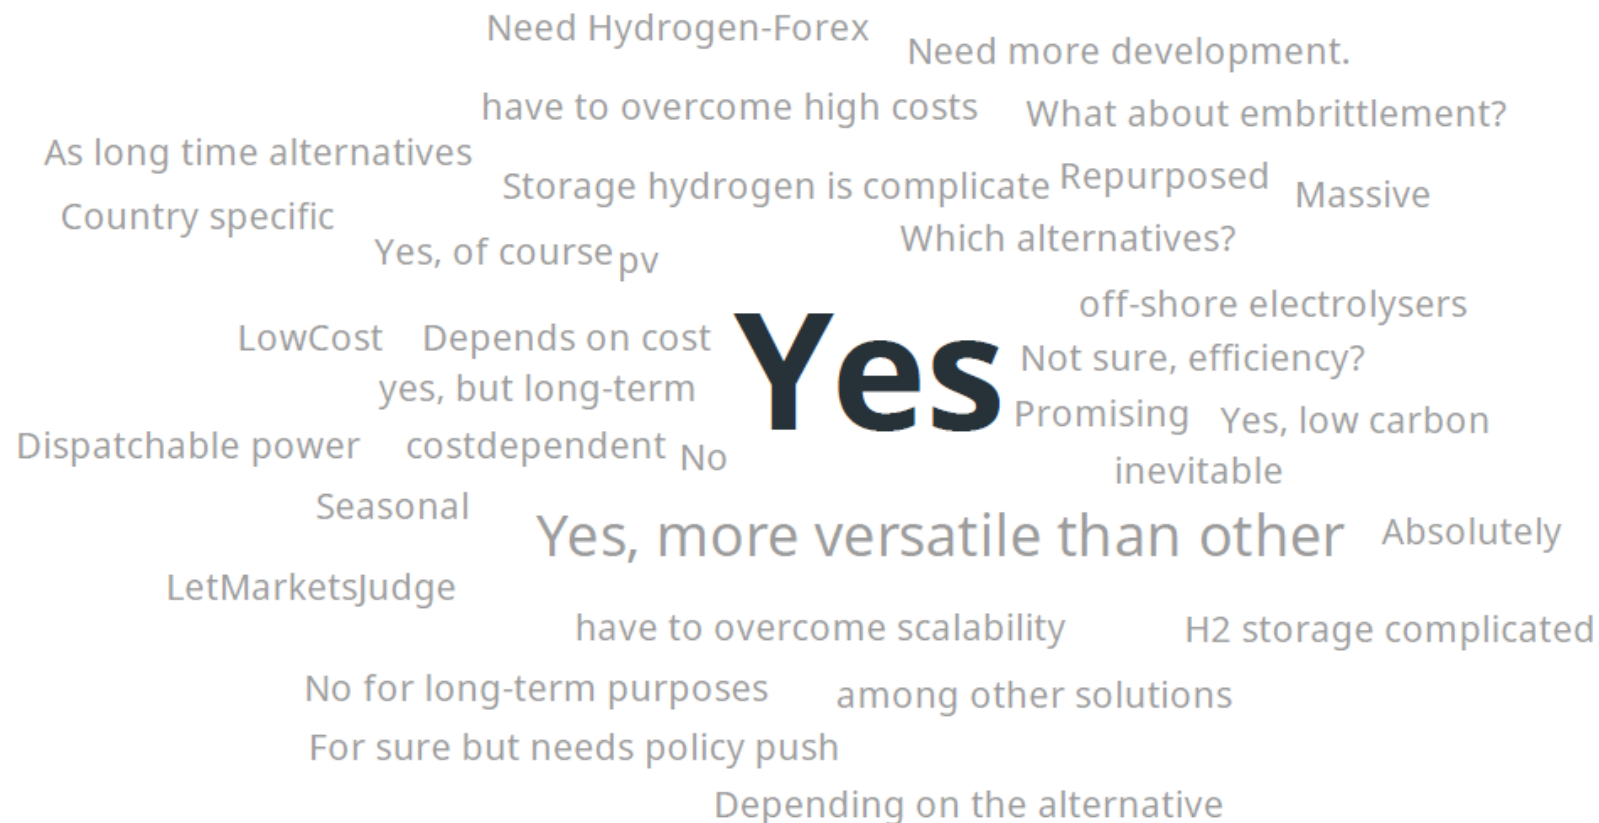 Need Hydrogen-Forex
Need more development.
have to overcome high costs
What about embrittlement?
As long time alternatives
Storage hydrogen is complicate
Repurposed
Massive
Country specific
Yes, of course
pv
Which alternatives?
off-shore electrolysers
LowCost
Depends on cost
Yes
Not sure, efficiency?
yes, but long-term
Promising
Yes, low carbon
Dispatchable power
costdependent
No
inevitable
Seasonal
Yes, more versatile than other
Absolutely
LetMarketsJudge
have to overcome scalability
H2 storage complicated
No for long-term purposes
among other solutions
For sure but needs policy push
Depending on the alternative